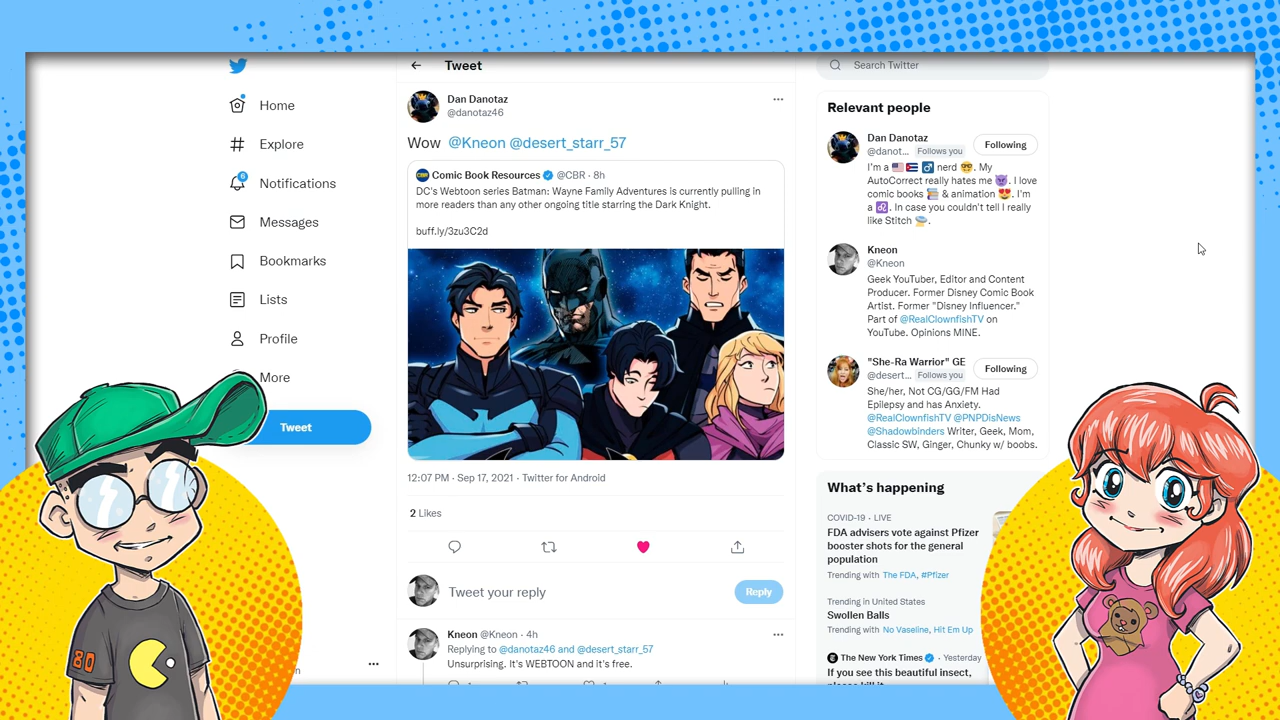 Home
Explore
6
Notifications
Messages
Bookmarks
Lists
Profile
More
Tweet
Tweet
Dan Danotaz
@danotaz46
Wow @Kneon @desert_starr_57
CBR Comic Book Resources @CBR · 8h
DC's Webtoon series Batman: Wayne Family Adventures is currently pulling in
more readers than any other ongoing title starring the Dark Knight.
buff.ly/3zu3C2d
12:07 PM · Sep 17, 2021 · Twitter for Android
2 Likes
Tweet your reply
Reply
Kneon @Kneon · 4h
Replying to @danotaz46 and @desert_starr_57
Unsurprising. It's WEBTOON and it's free.
Search Twitter
Relevant people
Dan Danotaz
@danot... Follows you
Following
I'm a 🇺🇸🇨🇺♂️ nerd 🤓. My
AutoCorrect really hates me 😈. I love
comic books 📚 & animation 😍. I'm
a ♌. In case you couldn't tell I really
like Stitch 🛸.
Kneon
@Kneon
Geek YouTuber, Editor and Content
Producer. Former Disney Comic Book
Artist. Former "Disney Influencer."
Part of @RealClownfishTV on
YouTube. Opinions MINE.
"She-Ra Warrior" GE
@desert... Follows you
Following
She/her, Not CG/GG/FM Had
Epilepsy and has Anxiety.
@RealClownfishTV @PNPDisNews
@Shadowbinders Writer, Geek, Mom,
Classic SW, Ginger, Chunky w/ boobs.
What's happening
COVID-19 · LIVE
FDA advisers vote against Pfizer
booster shots for the general
population
Trending with The FDA, #Pfizer
Trending in United States
Swollen Balls
Trending with No Vaseline, Hit Em Up
The New York Times · Yesterday
If you see this beautiful insect,
please kill it
80